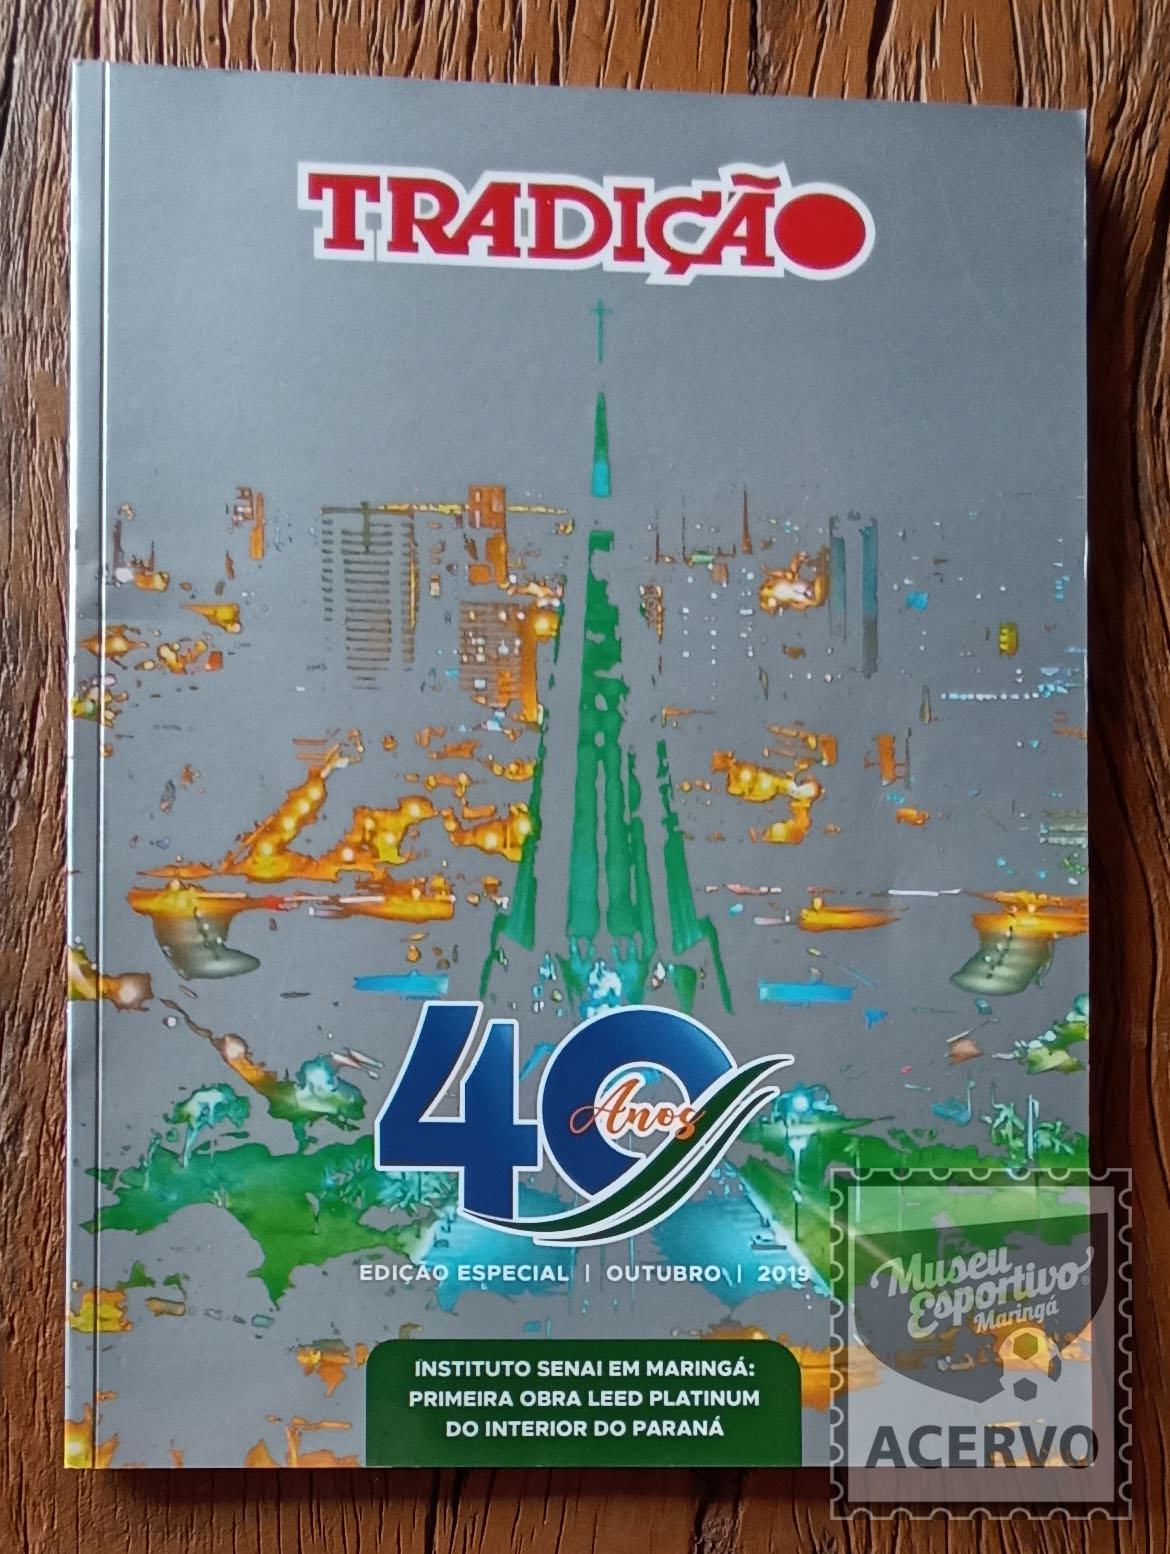 TRADIÇÃO
40
Anos
EDIÇÃO ESPECIAL | OUTUBRO | 2019
INSTITUTO SENAI EM MARINGÁ:
PRIMEIRA OBRA LEED PLATINUM
DO INTERIOR DO PARANÁ
Museu
Esportivo®
Maringá
ACERVO